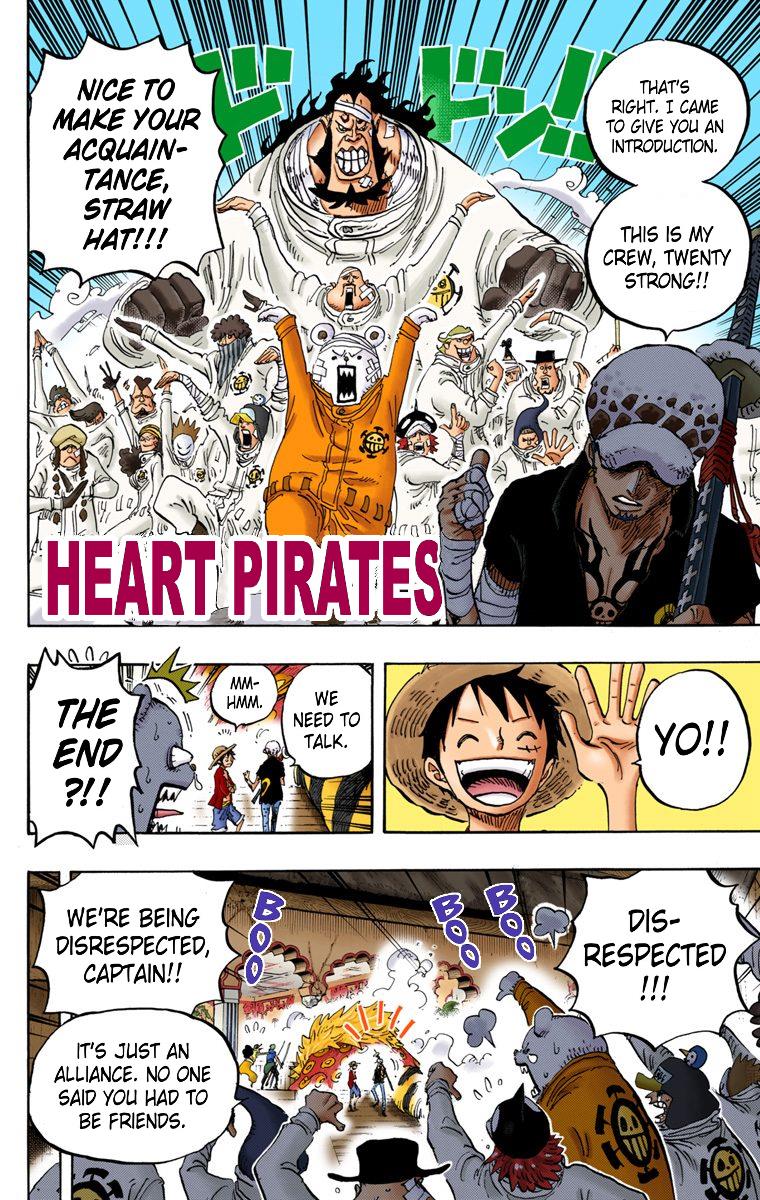 ド ドン!!
THAT'S
RIGHT. I CAME
TO GIVE YOU AN
INTRODUCTION.
THIS IS MY
CREW, TWENTY
STRONG!!
NICE TO
MAKE YOUR
ACQUAIN-
TANCE,
STRAW
HAT!!!
HEART PIRATES
YO!!
WE
NEED TO
TALK.
MM-
HMM.
THE
END
?!!
DIS-
RESPECTED
!!!
BOO
BOO
BOO
WE'RE BEING
DISRESPECTED,
CAPTAIN!!
IT'S JUST AN
ALLIANCE. NO ONE
SAID YOU HAD TO
BE FRIENDS.